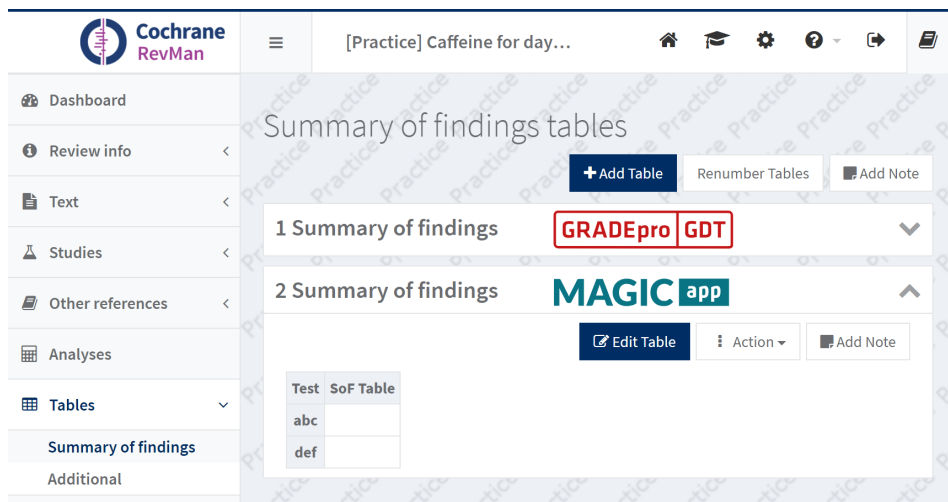 Cochrane
RevMan
[Practice] Caffeine for day...
Dashboard
Review info
Text
Studies
Other references
Analyses
Tables
Summary of findings
Additional
Summary of findings tables
Add Table
Renumber Tables
Add Note
1 Summary of findings
GRADEpro GDT
2 Summary of findings
MAGIC app
Edit Table
Action
Add Note
Test SoF Table
abc
def
Practice